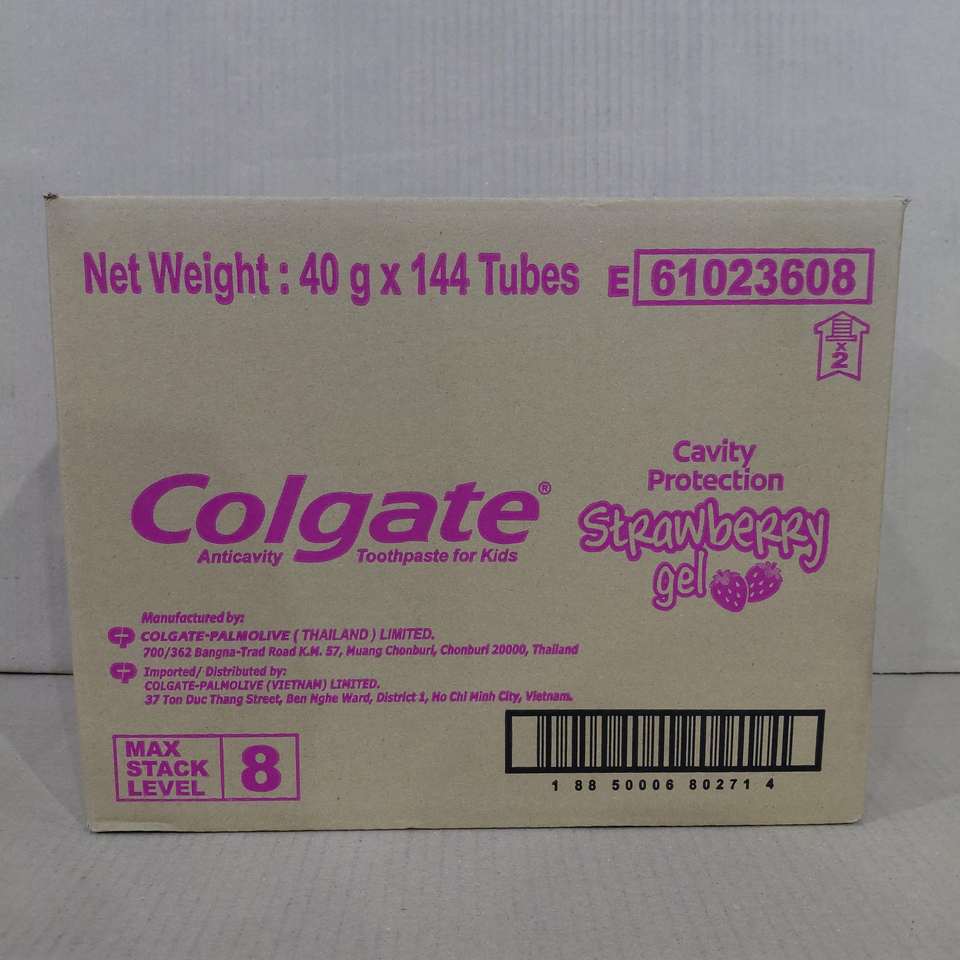 Net Weight : 40 g x 144 Tubes E 61023608
x
2
Cavity
Protection
Colgate®
Strawberry
gel
Anticavity Toothpaste for Kids
Manufactured by:
COLGATE-PALMOLIVE ( THAILAND ) LIMITED.
700/362 Bangna-Trad Road K.M. 57, Muang Chonburi, Chonburi 20000, Thailand
Imported/ Distributed by:
COLGATE-PALMOLIVE (VIETNAM) LIMITED.
37 Ton Duc Thang Street, Ben Nghe Ward, District 1, Ho Chi Minh City, Vietnam.
MAX
STACK
LEVEL
8
1 88 50006 80271 4